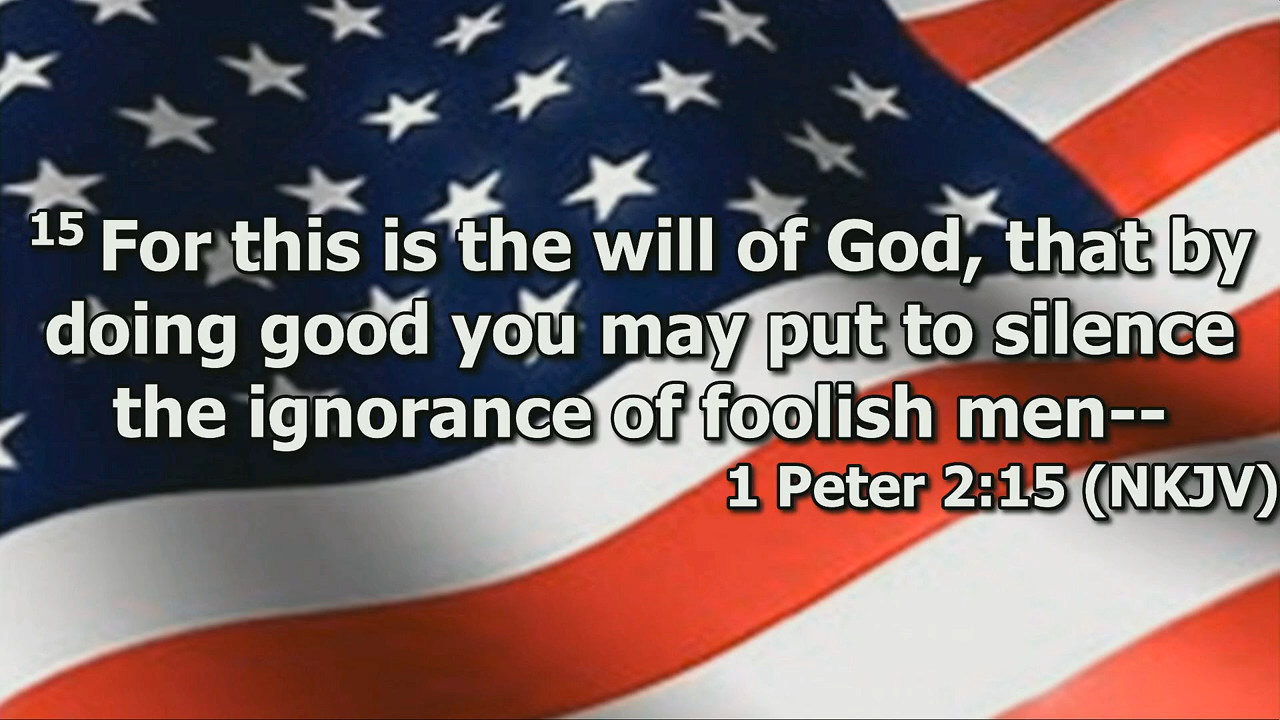 15 For this is the will of God, that by
doing good you may put to silence
the ignorance of foolish men--
1 Peter 2:15 (NKJV)